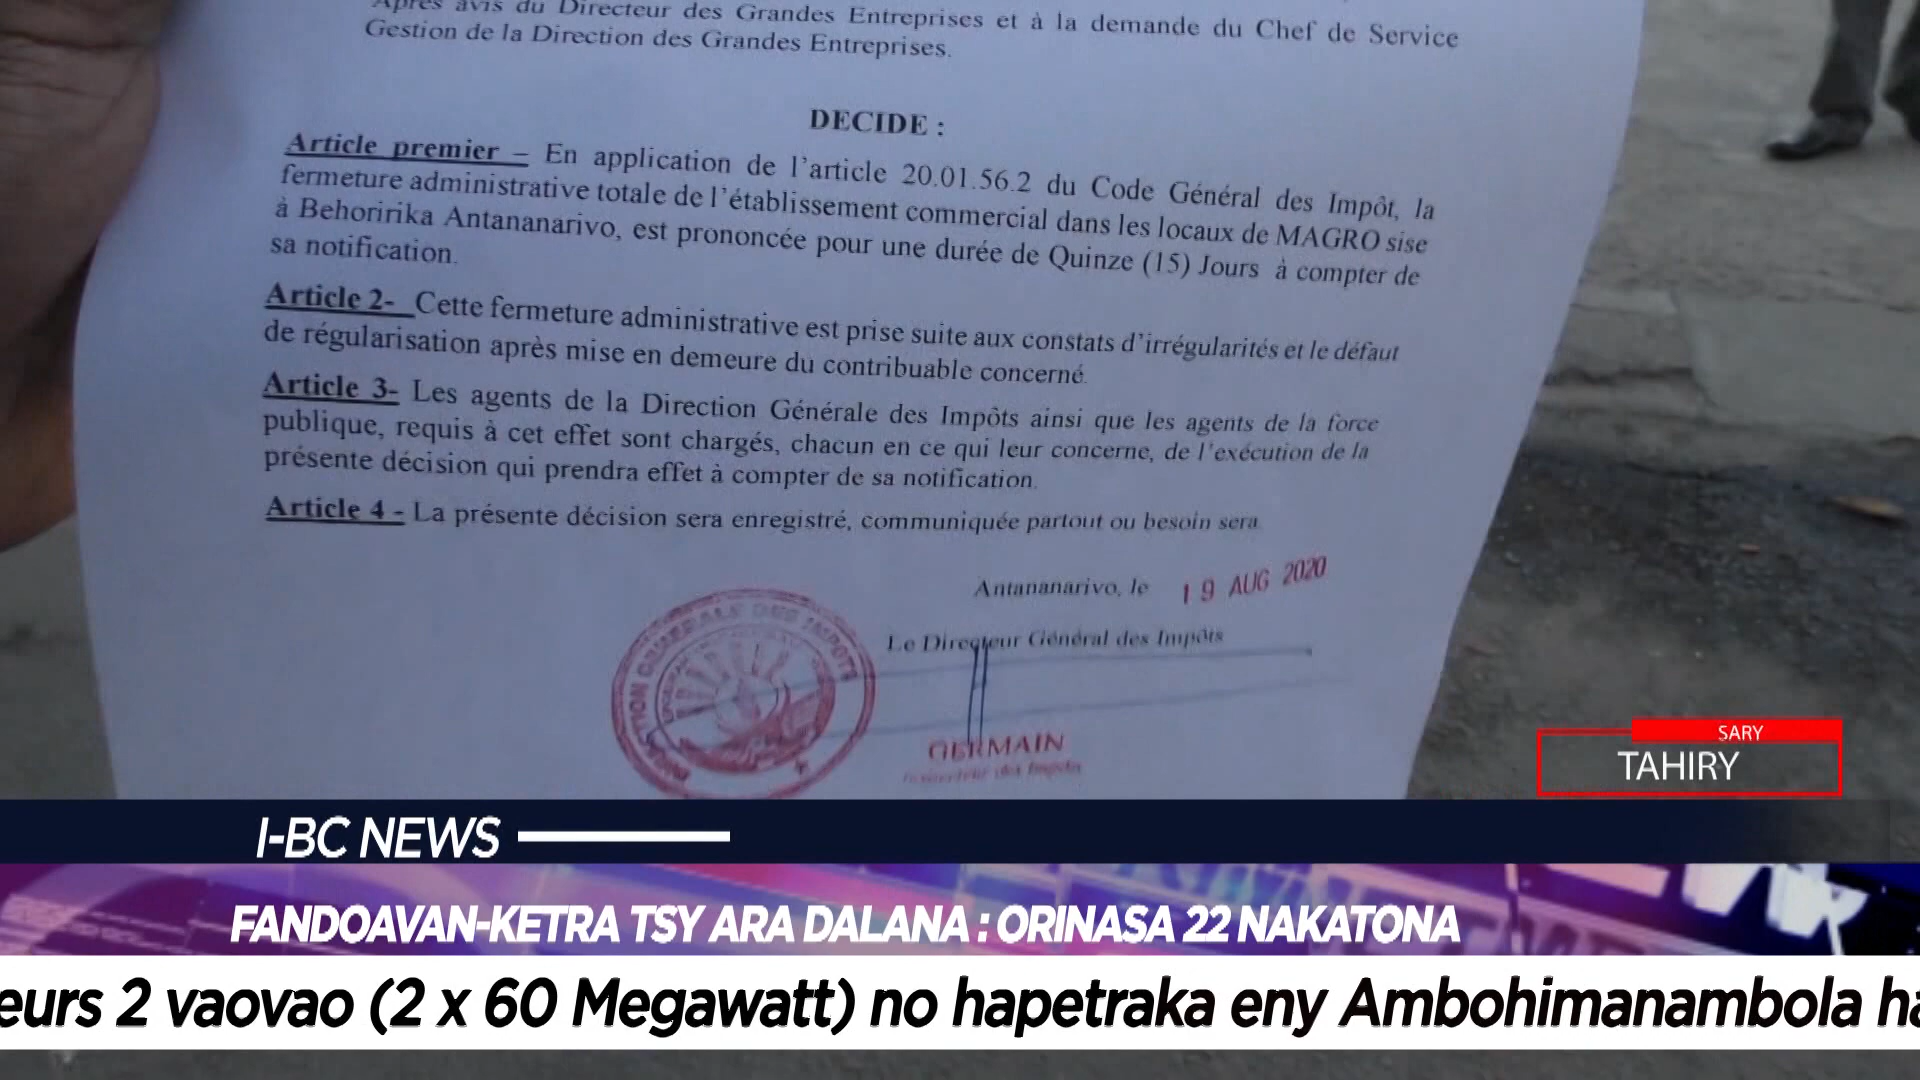 Après avis du Directeur des Grandes Entreprises et à la demande du Chef de Service
Gestion de la Direction des Grandes Entreprises.
DECIDE :
Article premier – En application de l'article 20.01.56.2 du Code Général des Impôt, la
fermeture administrative totale de l'établissement commercial dans les locaux de MAGRO sise
à Behoririka Antananarivo, est prononcée pour une durée de Quinze (15) Jours à compter de
sa notification.
Article 2- Cette fermeture administrative est prise suite aux constats d'irrégularités et le défaut
de régularisation après mise en demeure du contribuable concerné.
Article 3- Les agents de la Direction Générale des Impôts ainsi que les agents de la force
publique, requis à cet effet sont chargés, chacun en ce qui leur concerne, de l'exécution de la
présente décision qui prendra effet à compter de sa notification.
Article 4 - La présente décision sera enregistré, communiquée partout ou besoin sera.
Antananarivo, le 19 AUG 2020
Le Directeur Général des Impôts
GENERALE DES IMPOTS
GERMAIN
des Impôts
SARY
TAHIRY
I-BC NEWS
FANDOAVAN-KETRA TSY ARA DALANA : ORINASA 22 NAKATONA
eurs 2 vaovao (2 x 60 Megawatt) no hapetraka eny Ambohimanambola ha